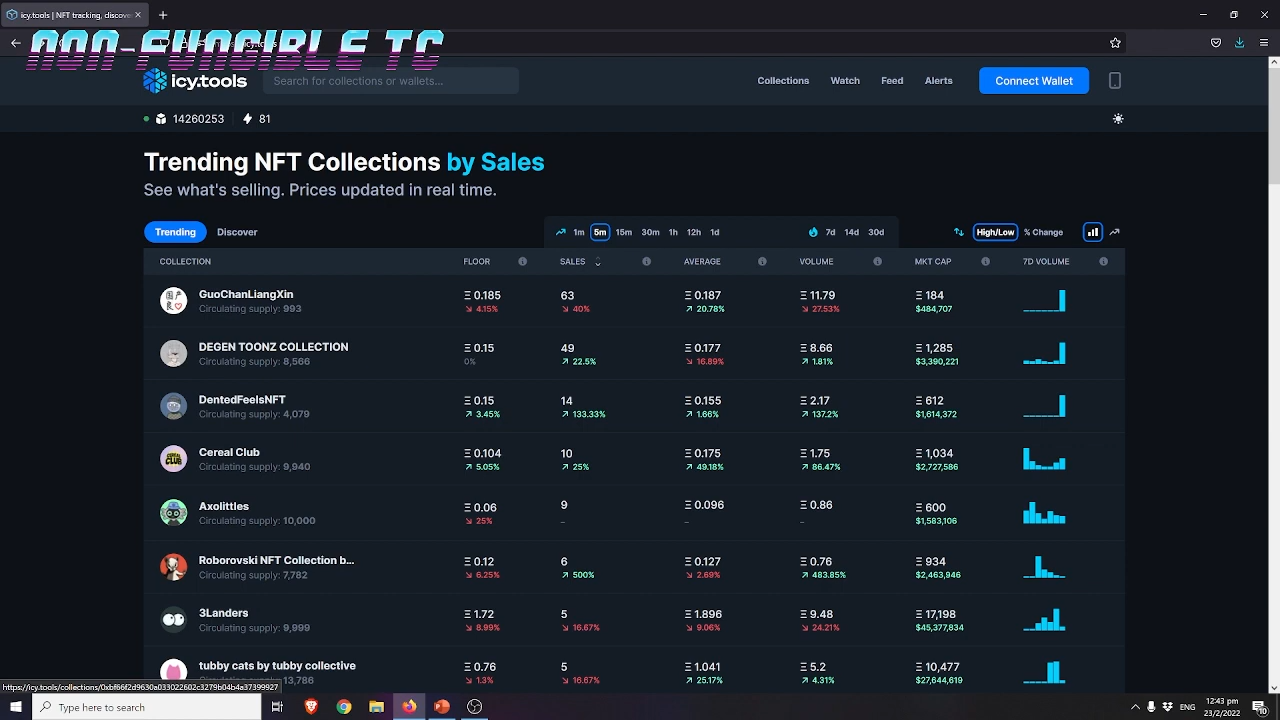 icy.tools | NFT tracking, discove
NON-FUNGIBLE TC
icy.tools
Search for collections or wallets...
Collections
Watch
Feed
Alerts
Connect Wallet
14260253
81
Trending NFT Collections by Sales
See what's selling. Prices updated in real time.
Trending Discover 1m 5m 15m 30m 1h 12h 1d 7d 14d 30d High/Low % Change
COLLECTION FLOOR SALES AVERAGE VOLUME MKT CAP 7D VOLUME
GuoChanLiangXin Ξ 0.185 63 Ξ 0.187 Ξ 11.79 Ξ 184
国产良♡
Circulating supply: 993 ↘ 4.15% ↘ 40% ↗ 20.78% ↘ 27.53% $484,707
DEGEN TOONZ COLLECTION Ξ 0.15 49 Ξ 0.177 Ξ 8.66 Ξ 1,285
Circulating supply: 8,566 0% ↗ 22.5% ↘ 16.89% ↗ 1.81% $3,390,221
DentedFeelsNFT Ξ 0.15 14 Ξ 0.155 Ξ 2.17 Ξ 612
Circulating supply: 4,079 ↗ 3.45% ↗ 133.33% ↗ 1.66% ↗ 137.2% $1,614,372
Cereal Club Ξ 0.104 10 Ξ 0.175 Ξ 1.75 Ξ 1,034
CEREAL CLUB
Circulating supply: 9,940 ↗ 5.05% ↗ 25% ↗ 49.18% ↗ 86.47% $2,727,586
Axolittles Ξ 0.06 9 Ξ 0.096 Ξ 0.86 Ξ 600
Circulating supply: 10,000 ↘ 25% – – – $1,583,106
Roborovski NFT Collection b... Ξ 0.12 6 Ξ 0.127 Ξ 0.76 Ξ 934
Circulating supply: 7,782 ↘ 6.25% ↗ 500% ↘ 2.69% ↗ 483.85% $2,463,946
3Landers Ξ 1.72 5 Ξ 1.896 Ξ 9.48 Ξ 17,198
Circulating supply: 9,999 ↘ 8.99% ↘ 16.67% ↘ 9.06% ↘ 24.21% $45,377,834
tubby cats by tubby collective Ξ 0.76 5 Ξ 1.041 Ξ 5.2 Ξ 10,477
13,786 ↘ 1.3% ↘ 16.67% ↗ 25.17% ↗ 4.31% $27,644,619
https://icy.tools/collections/0xbf66f2d9630a033022602c3279b04b4a37399927
Type here to search
ENG
12:43 pm
23/2/2022